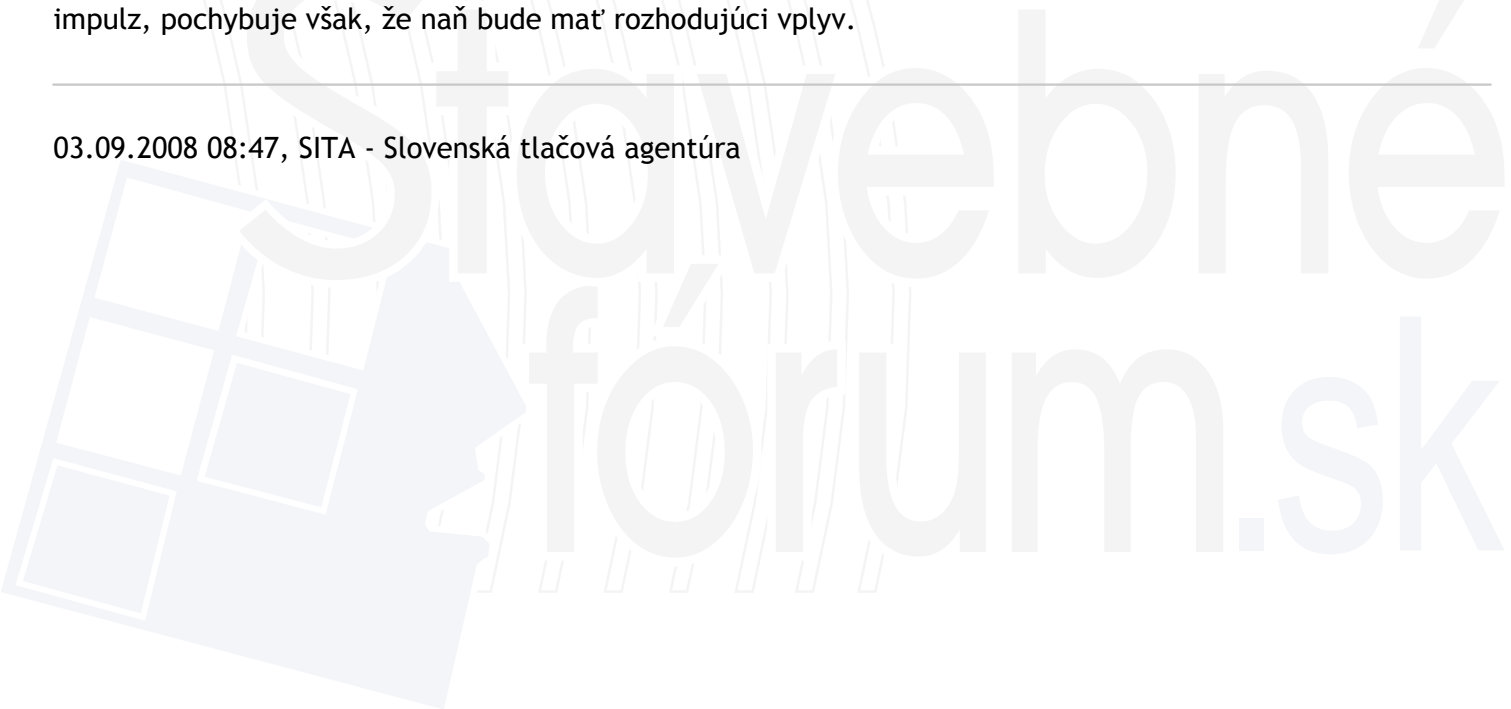 impulz, pochybuje však, že naň bude mať rozhodujúci vplyv.
03.09.2008 08:47, SITA - Slovenská tlačová agentúra
Stavebné
fórum.sk